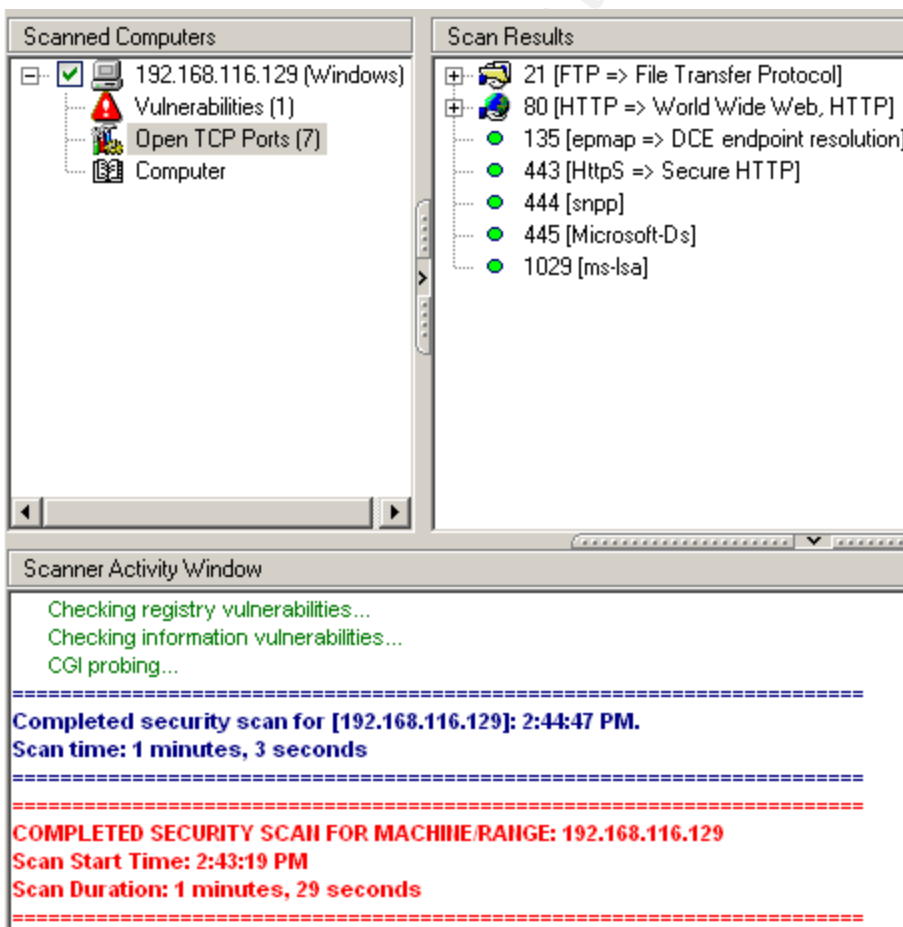 Scanned Computers
192.168.116.129 (Windows)
Vulnerabilities (1)
Open TCP Ports (7)
Computer
Scan Results
21 [FTP => File Transfer Protocol]
80 [HTTP => World Wide Web, HTTP]
135 [epmap => DCE endpoint resolution]
443 [HttpS => Secure HTTP]
444 [snpp]
445 [Microsoft-Ds]
1029 [ms-lsa]
Scanner Activity Window
Checking registry vulnerabilities...
Checking information vulnerabilities...
CGI probing...
Completed security scan for [192.168.116.129]: 2:44:47 PM.
Scan time: 1 minutes, 3 seconds
COMPLETED SECURITY SCAN FOR MACHINE/RANGE: 192.168.116.129
Scan Start Time: 2:43:19 PM
Scan Duration: 1 minutes, 29 seconds